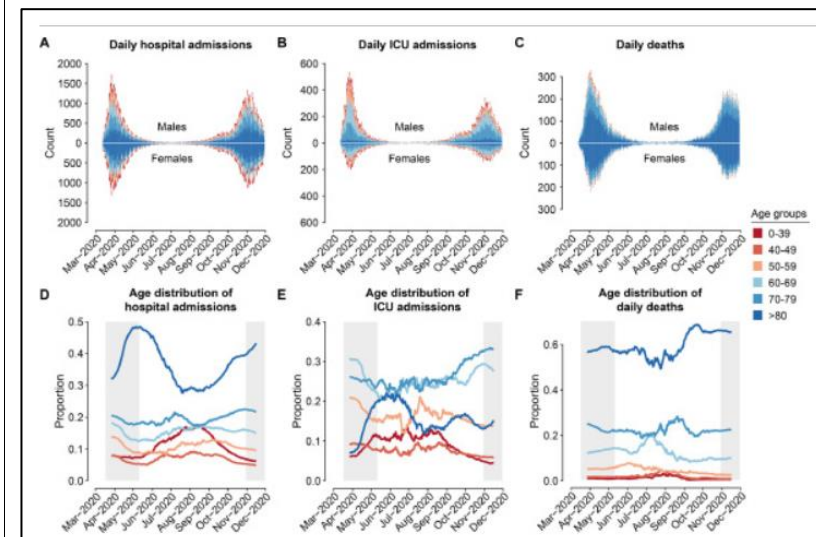 A Daily hospital admissions
2000
1500
1000
500
0
500
1000
1500
2000
Count
Males
Females
Mar-2020
Apr-2020
May-2020
Jun-2020
Jul-2020
Aug-2020
Sep-2020
Oct-2020
Nov-2020
Dec-2020
B Daily ICU admissions
600
400
200
0
200
400
600
Count
Males
Females
Mar-2020
Apr-2020
May-2020
Jun-2020
Jul-2020
Aug-2020
Sep-2020
Oct-2020
Nov-2020
Dec-2020
C Daily deaths
300
200
100
0
100
200
300
Count
Males
Females
Mar-2020
Apr-2020
May-2020
Jun-2020
Jul-2020
Aug-2020
Sep-2020
Oct-2020
Nov-2020
Dec-2020
Age groups
0-39
40-49
50-59
60-69
70-79
>80
D Age distribution of
hospital admissions
0.5
0.4
0.3
0.2
0.1
0.0
Proportion
Mar-2020
Apr-2020
May-2020
Jun-2020
Jul-2020
Aug-2020
Sep-2020
Oct-2020
Nov-2020
Dec-2020
E Age distribution of
ICU admissions
0.4
0.3
0.2
0.1
0.0
Proportion
Mar-2020
Apr-2020
May-2020
Jun-2020
Jul-2020
Aug-2020
Sep-2020
Oct-2020
Nov-2020
Dec-2020
F Age distribution of
daily deaths
0.6
0.4
0.2
0.0
Proportion
Mar-2020
Apr-2020
May-2020
Jun-2020
Jul-2020
Aug-2020
Sep-2020
Oct-2020
Nov-2020
Dec-2020